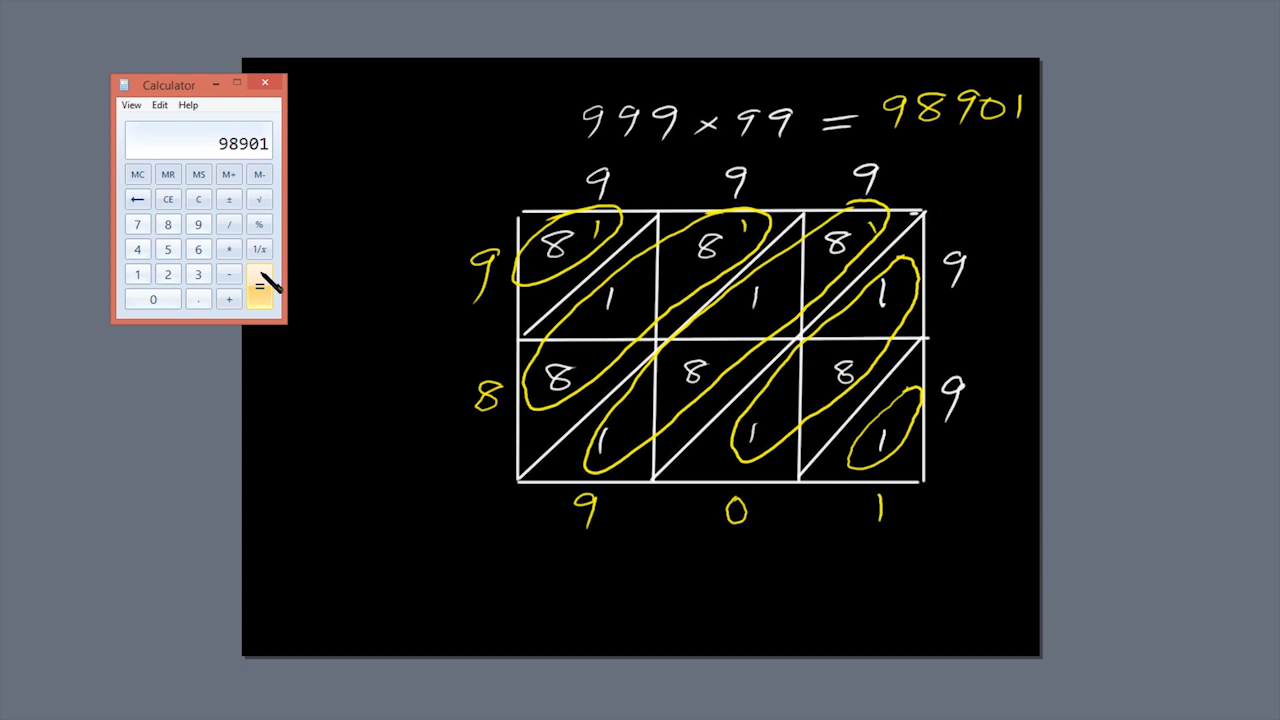 Calculator
View Edit Help
98901
MC MR MS M+ M-
← CE C ± √
7 8 9 / %
4 5 6 * 1/x
1 2 3 - =
0 . +
999 × 99 = 98901
9 9 9
9 8 1 8 1 8 1 9
1 1 1
8 8 8 8 9
1 1 1
9 0 1